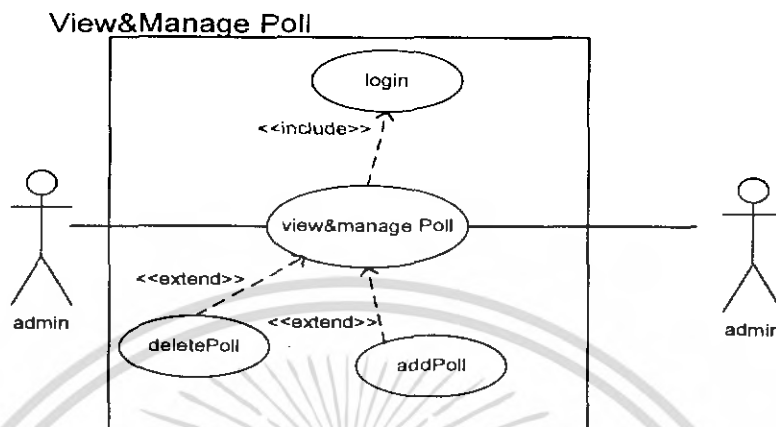 View&Manage Poll
login
<<include>>
view&manage Poll
<<extend>>
admin
admin
<<extend>>
deletePoll
addPoll